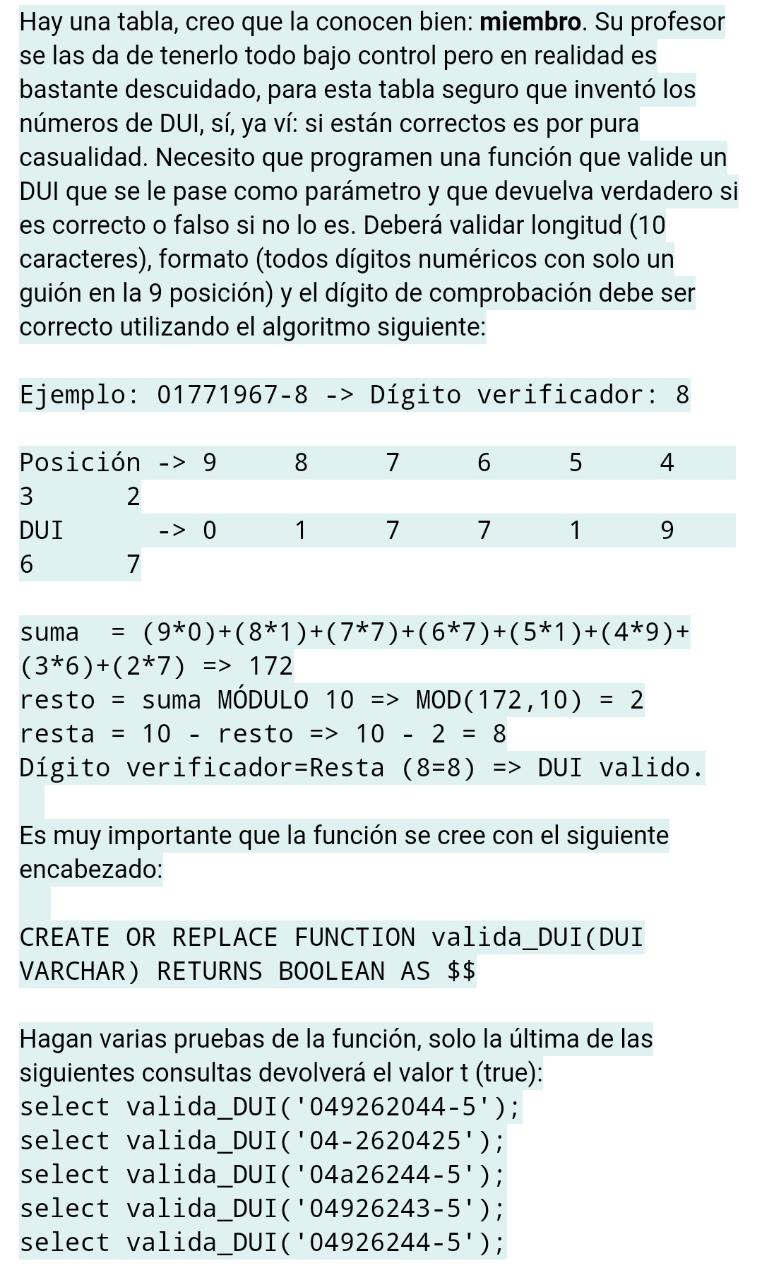 Hay una tabla, creo que la conocen bien: miembro. Su profesor
se las da de tenerlo todo bajo control pero en realidad es
bastante descuidado, para esta tabla seguro que inventó los
números de DUI, sí, ya ví: si están correctos es por pura
casualidad. Necesito que programen una función que valide un
DUI que se le pase como parámetro y que devuelva verdadero si
es correcto o falso si no lo es. Deberá validar longitud (10
caracteres), formato (todos dígitos numéricos con solo un
guión en la 9 posición) y el dígito de comprobación debe ser
correcto utilizando el algoritmo siguiente:
Ejemplo: 01771967-8 -> Dígito verificador: 8
Posición -> 9 8 7 6 5 4
3 2
DUI -> 0 1 7 7 1 9
6 7
suma = (9*0)+(8*1)+(7*7)+(6*7)+(5*1)+(4*9)+
(3*6)+(2*7) => 172
resto = suma MÓDULO 10 => MOD(172,10) = 2
resta = 10 - resto => 10 - 2 = 8
Dígito verificador=Resta (8=8) => DUI valido.
Es muy importante que la función se cree con el siguiente
encabezado:
CREATE OR REPLACE FUNCTION valida_DUI(DUI
VARCHAR) RETURNS BOOLEAN AS $$
Hagan varias pruebas de la función, solo la última de las
siguientes consultas devolverá el valor t (true):
select valida_DUI('049262044-5');
select valida_DUI('04-2620425');
select valida_DUI('04a26244-5');
select valida_DUI('04926243-5');
select valida_DUI('04926244-5');